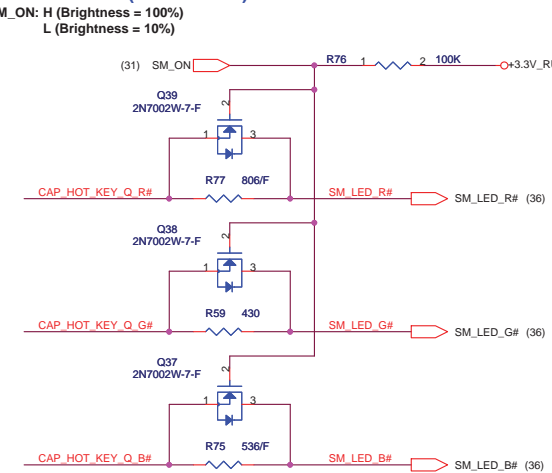 M_ON: H (Brightness = 100%)
L (Brightness = 10%)
(31) SM_ON
R76 1 2 100K
+3.3V_RU
Q39
2N7002W-7-F
2
1 3
R77 806/F
CAP_HOT_KEY_Q_R# SM_LED_R# SM_LED_R# (36)
Q38
2N7002W-7-F
2
1 3
R59 430
CAP_HOT_KEY_Q_G# SM_LED_G# SM_LED_G# (36)
Q37
2N7002W-7-F
2
1 3
R75 536/F
CAP_HOT_KEY_Q_B# SM_LED_B# SM_LED_B# (36)